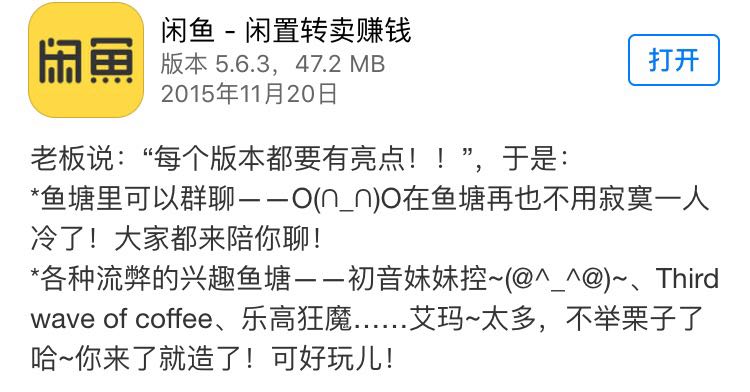 闲鱼
闲鱼 - 闲置转卖赚钱
版本 5.6.3，47.2 MB
2015年11月20日
打开
老板说：“每个版本都要有亮点！！”，于是：
*鱼塘里可以群聊——O(∩_∩)O在鱼塘再也不用寂寞一人
冷了！大家都来陪你聊！
*各种流弊的兴趣鱼塘——初音妹妹控~(@^_^@)~、Third
wave of coffee、乐高狂魔……艾玛~太多，不举栗子了
哈~你来了就造了！可好玩儿！